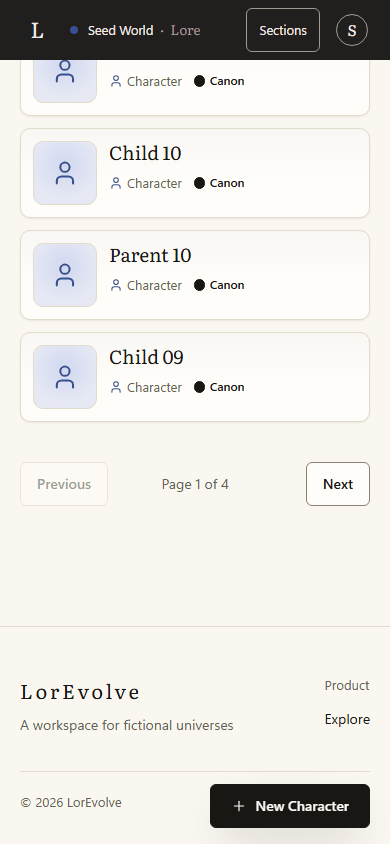 L Seed World · Lore Sections S
Character Canon
Child 10
Character Canon
Parent 10
Character Canon
Child 09
Character Canon
Previous Page 1 of 4 Next
LorEvolve
Product
A workspace for fictional universes
Explore
© 2026 LorEvolve
+ New Character